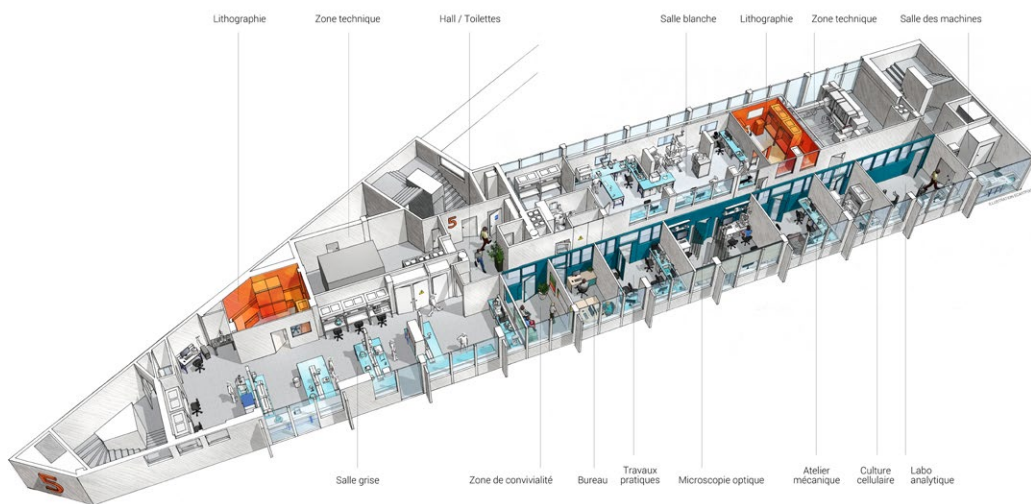 Lithographie
Zone technique
Hall / Toilettes
Salle blanche
Lithographie
Zone technique
Salle des machines
5
5
Salle grise
Zone de convivialité
Bureau
Travaux
pratiques
Microscopie optique
Atelier
mécanique
Culture
cellulaire
Labo
analytique